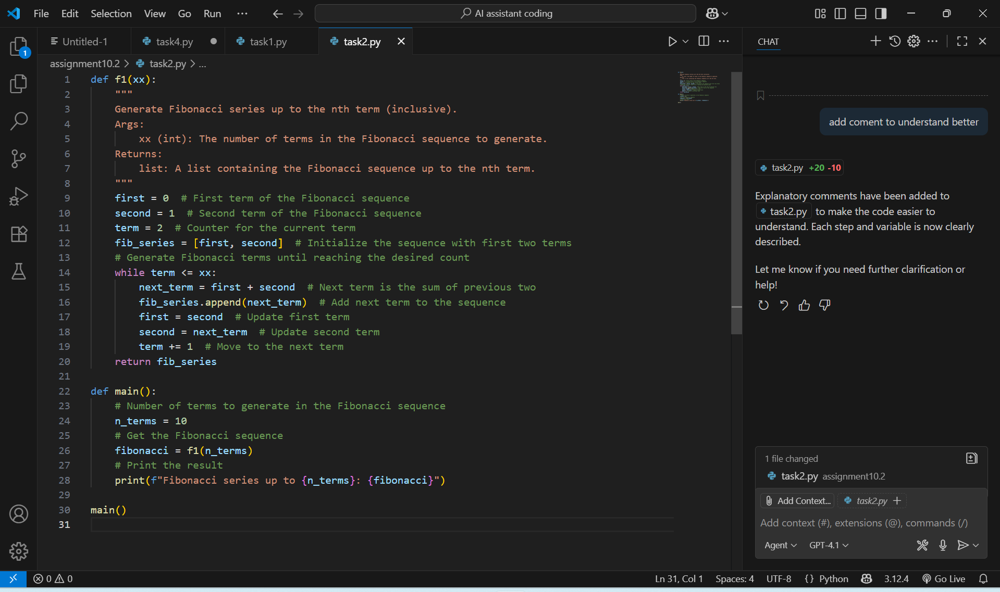 File Edit Selection View Go Run ··· AI assistant coding
1
Untitled-1 task4.py task1.py task2.py
assignment10.2 > task2.py > ...
1 def f1(xx):
2     """
3     Generate Fibonacci series up to the nth term (inclusive).
4     Args:
5         xx (int): The number of terms in the Fibonacci sequence to generate.
6     Returns:
7         list: A list containing the Fibonacci sequence up to the nth term.
8     """
9     first = 0  # First term of the Fibonacci sequence
10     second = 1  # Second term of the Fibonacci sequence
11     term = 2  # Counter for the current term
12     fib_series = [first, second]  # Initialize the sequence with first two terms
13     # Generate Fibonacci terms until reaching the desired count
14     while term <= xx:
15         next_term = first + second  # Next term is the sum of previous two
16         fib_series.append(next_term)  # Add next term to the sequence
17         first = second  # Update first term
18         second = next_term  # Update second term
19         term += 1  # Move to the next term
20     return fib_series
21
22 def main():
23     # Number of terms to generate in the Fibonacci sequence
24     n_terms = 10
25     # Get the Fibonacci sequence
26     fibonacci = f1(n_terms)
27     # Print the result
28     print(f"Fibonacci series up to {n_terms}: {fibonacci}")
29
30 main()
31
CHAT
add coment to understand better
task2.py +20 -10
Explanatory comments have been added to
task2.py to make the code easier to
understand. Each step and variable is now clearly
described.
Let me know if you need further clarification or
help!
1 file changed
task2.py assignment10.2
Add Context... task2.py +
Add context (#), extensions (@), commands (/)
Agent GPT-4.1
0 0 Ln 31, Col 1 Spaces: 4 UTF-8 {} Python 3.12.4 Go Live